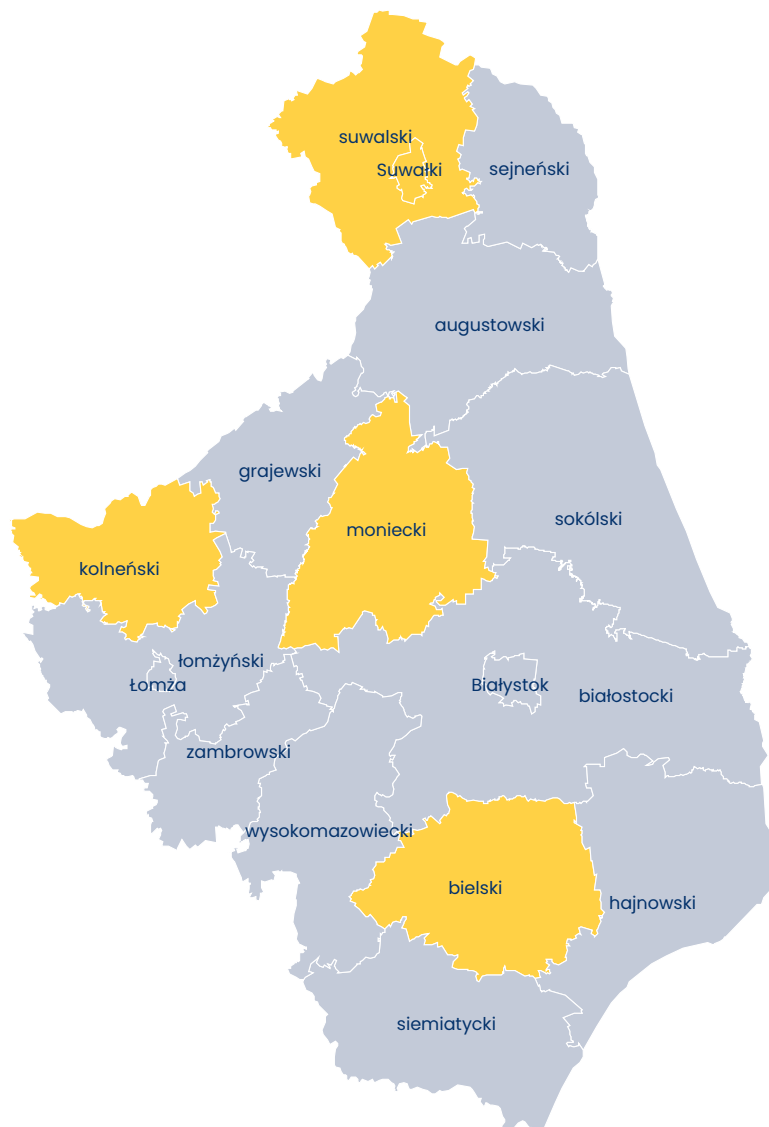 suwalski
Suwałki
sejneński
augustowski
grajewski
sokólski
moniecki
kolneński
łomżyński
Łomża
Białystok
białostocki
zambrowski
wysokomazowiecki
bielski
hajnowski
siemiatycki